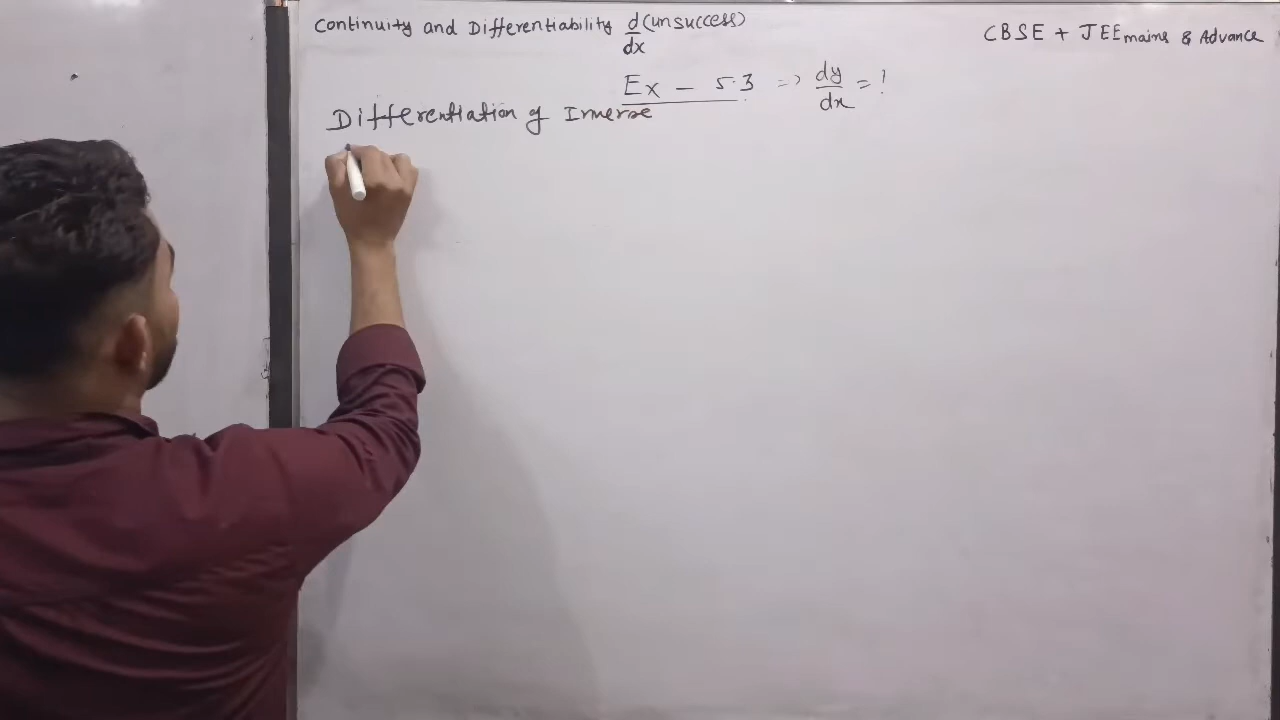 Continuity and Differentiability d/dx (unsuccess)
CBSE + JEE mains & Advance
Ex - 5.3 => dy/dx = ?
Differentiation of Inverse